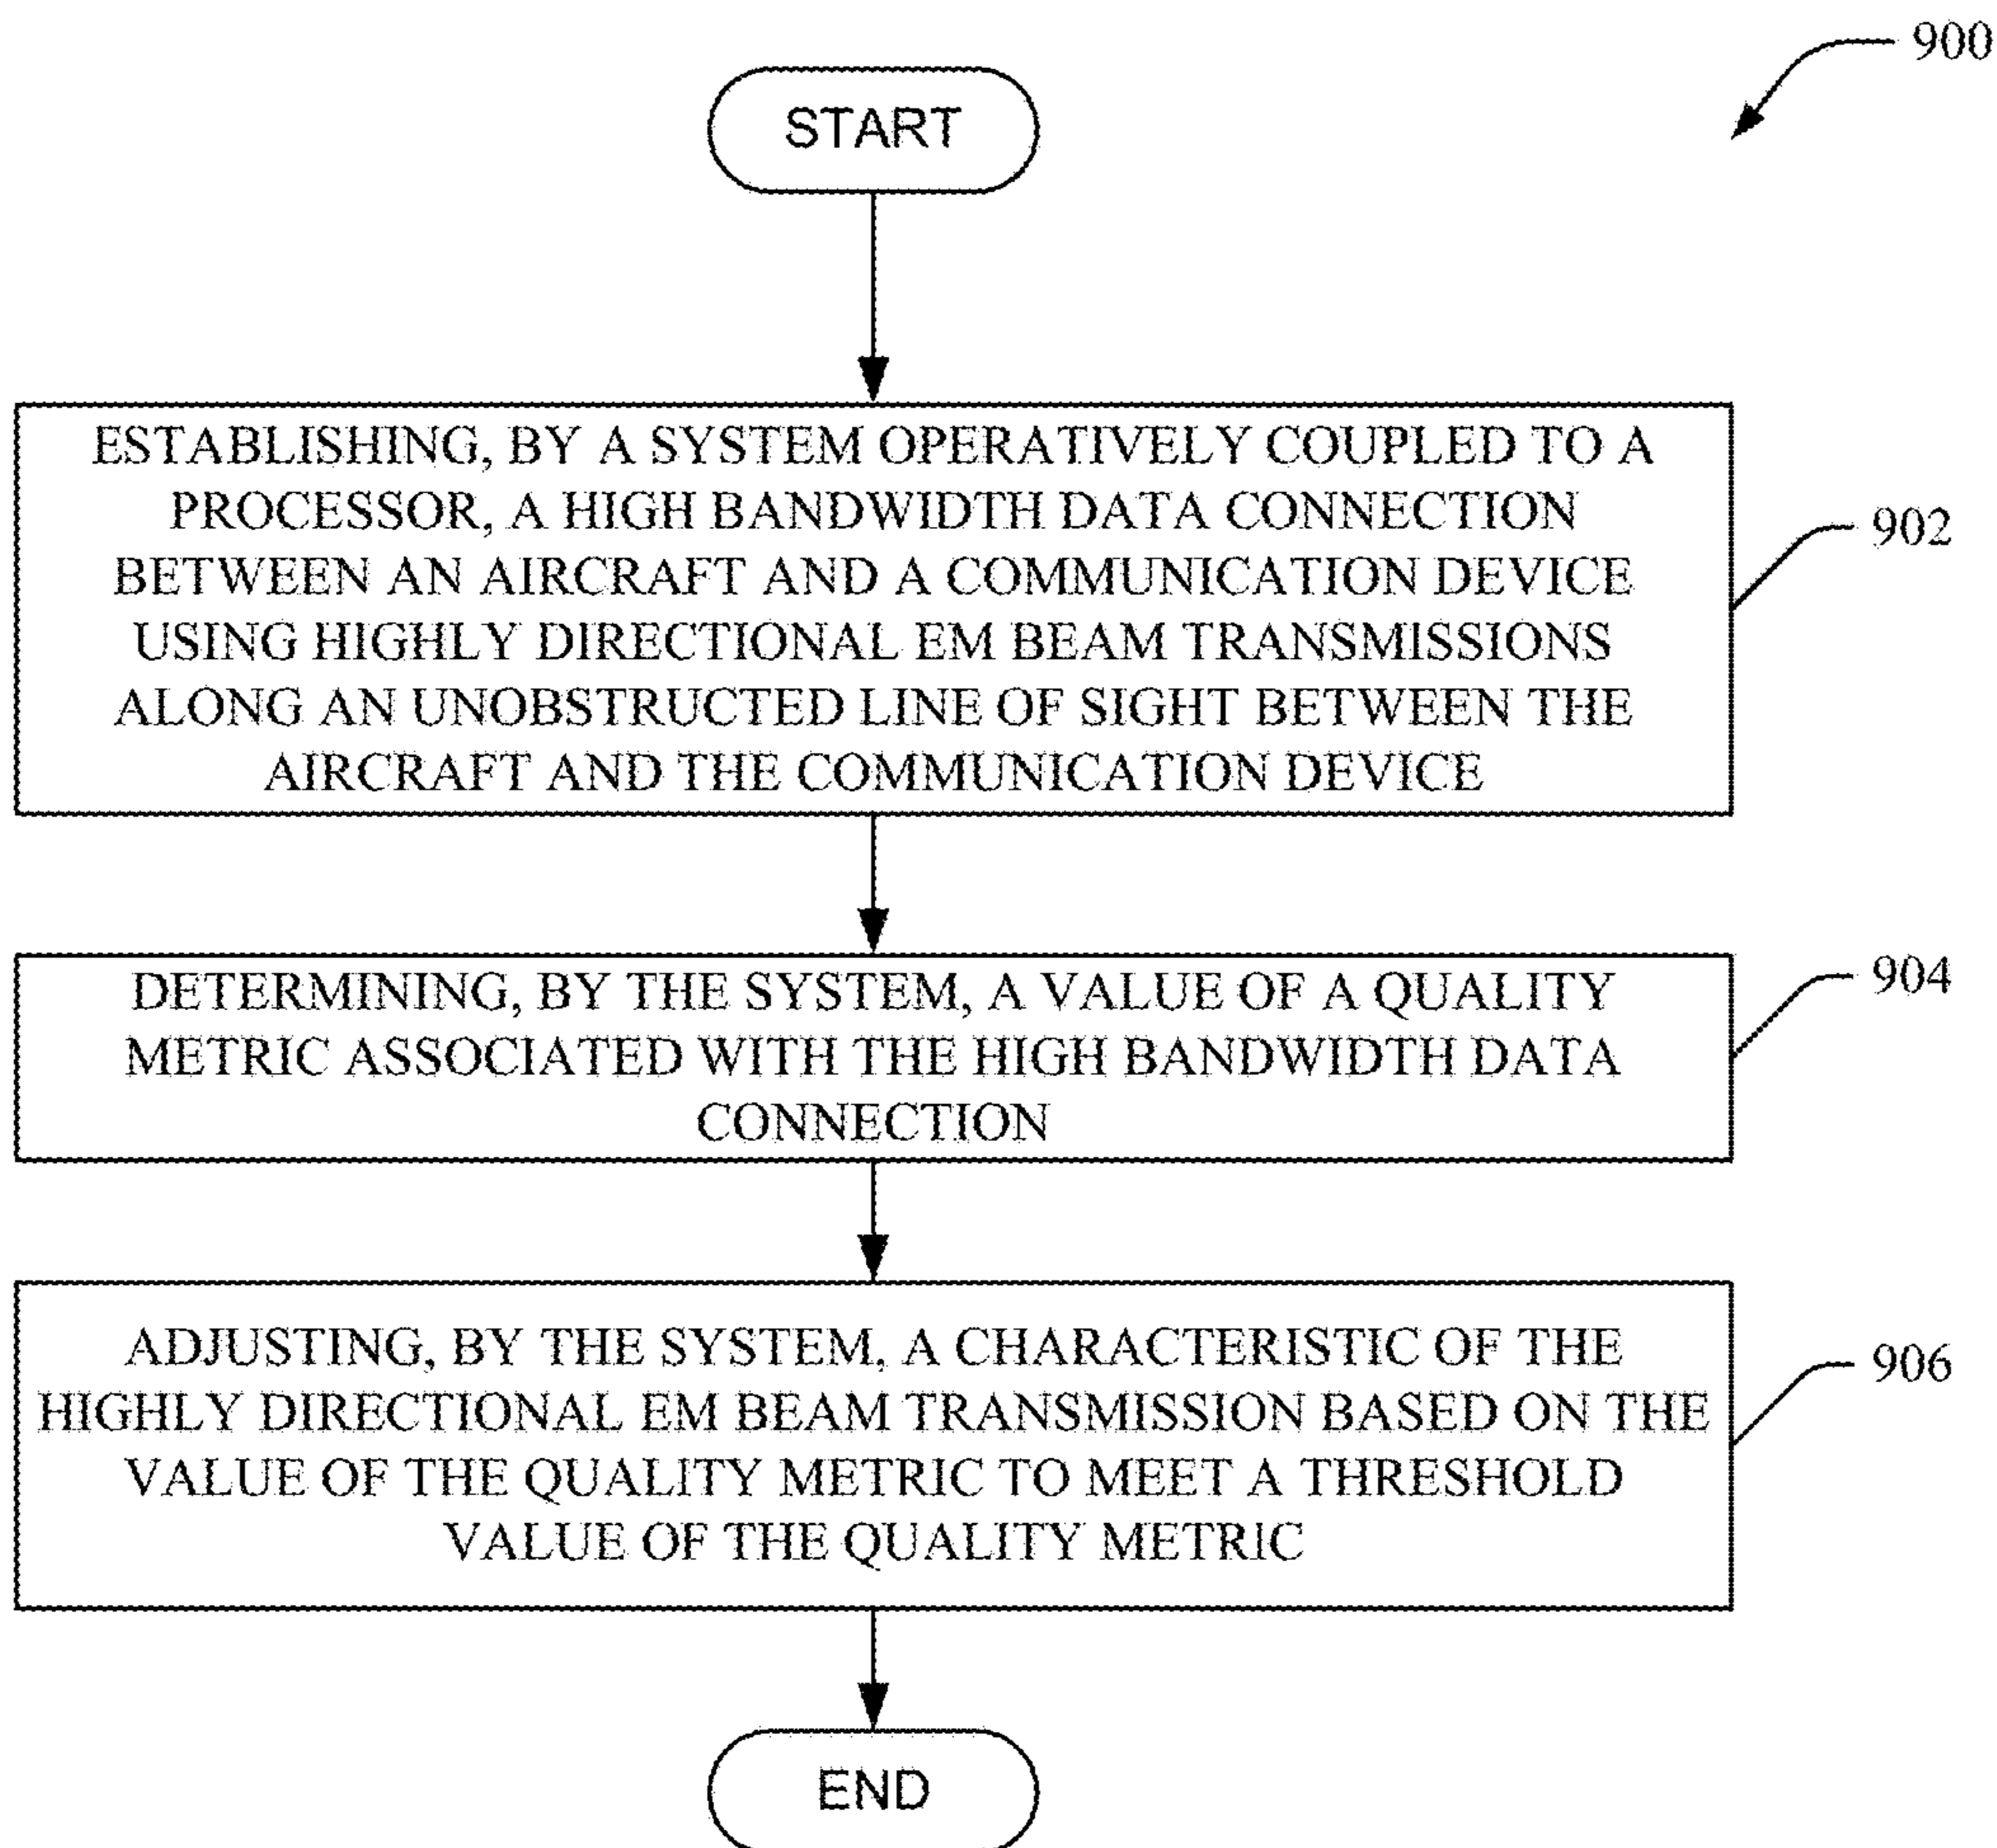 900
START
ESTABLISHING, BY A SYSTEM OPERATIVELY COUPLED TO A
PROCESSOR, A HIGH BANDWIDTH DATA CONNECTION
BETWEEN AN AIRCRAFT AND A COMMUNICATION DEVICE
USING HIGHLY DIRECTIONAL EM BEAM TRANSMISSIONS
ALONG AN UNOBSTRUCTED LINE OF SIGHT BETWEEN THE
AIRCRAFT AND THE COMMUNICATION DEVICE
902
DETERMINING, BY THE SYSTEM, A VALUE OF A QUALITY
METRIC ASSOCIATED WITH THE HIGH BANDWIDTH DATA
CONNECTION
904
ADJUSTING, BY THE SYSTEM, A CHARACTERISTIC OF THE
HIGHLY DIRECTIONAL EM BEAM TRANSMISSION BASED ON THE
VALUE OF THE QUALITY METRIC TO MEET A THRESHOLD
VALUE OF THE QUALITY METRIC
906
END